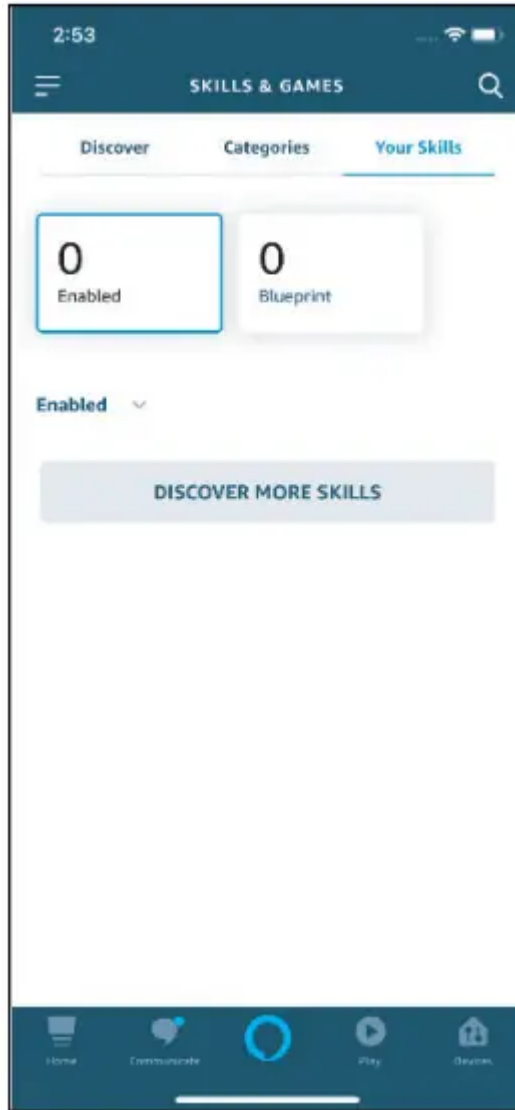 2:53
SKILLS & GAMES
Discover Categories Your Skills
0 0
Enabled Blueprint
Enabled
DISCOVER MORE SKILLS
Home Communicate Play Devices